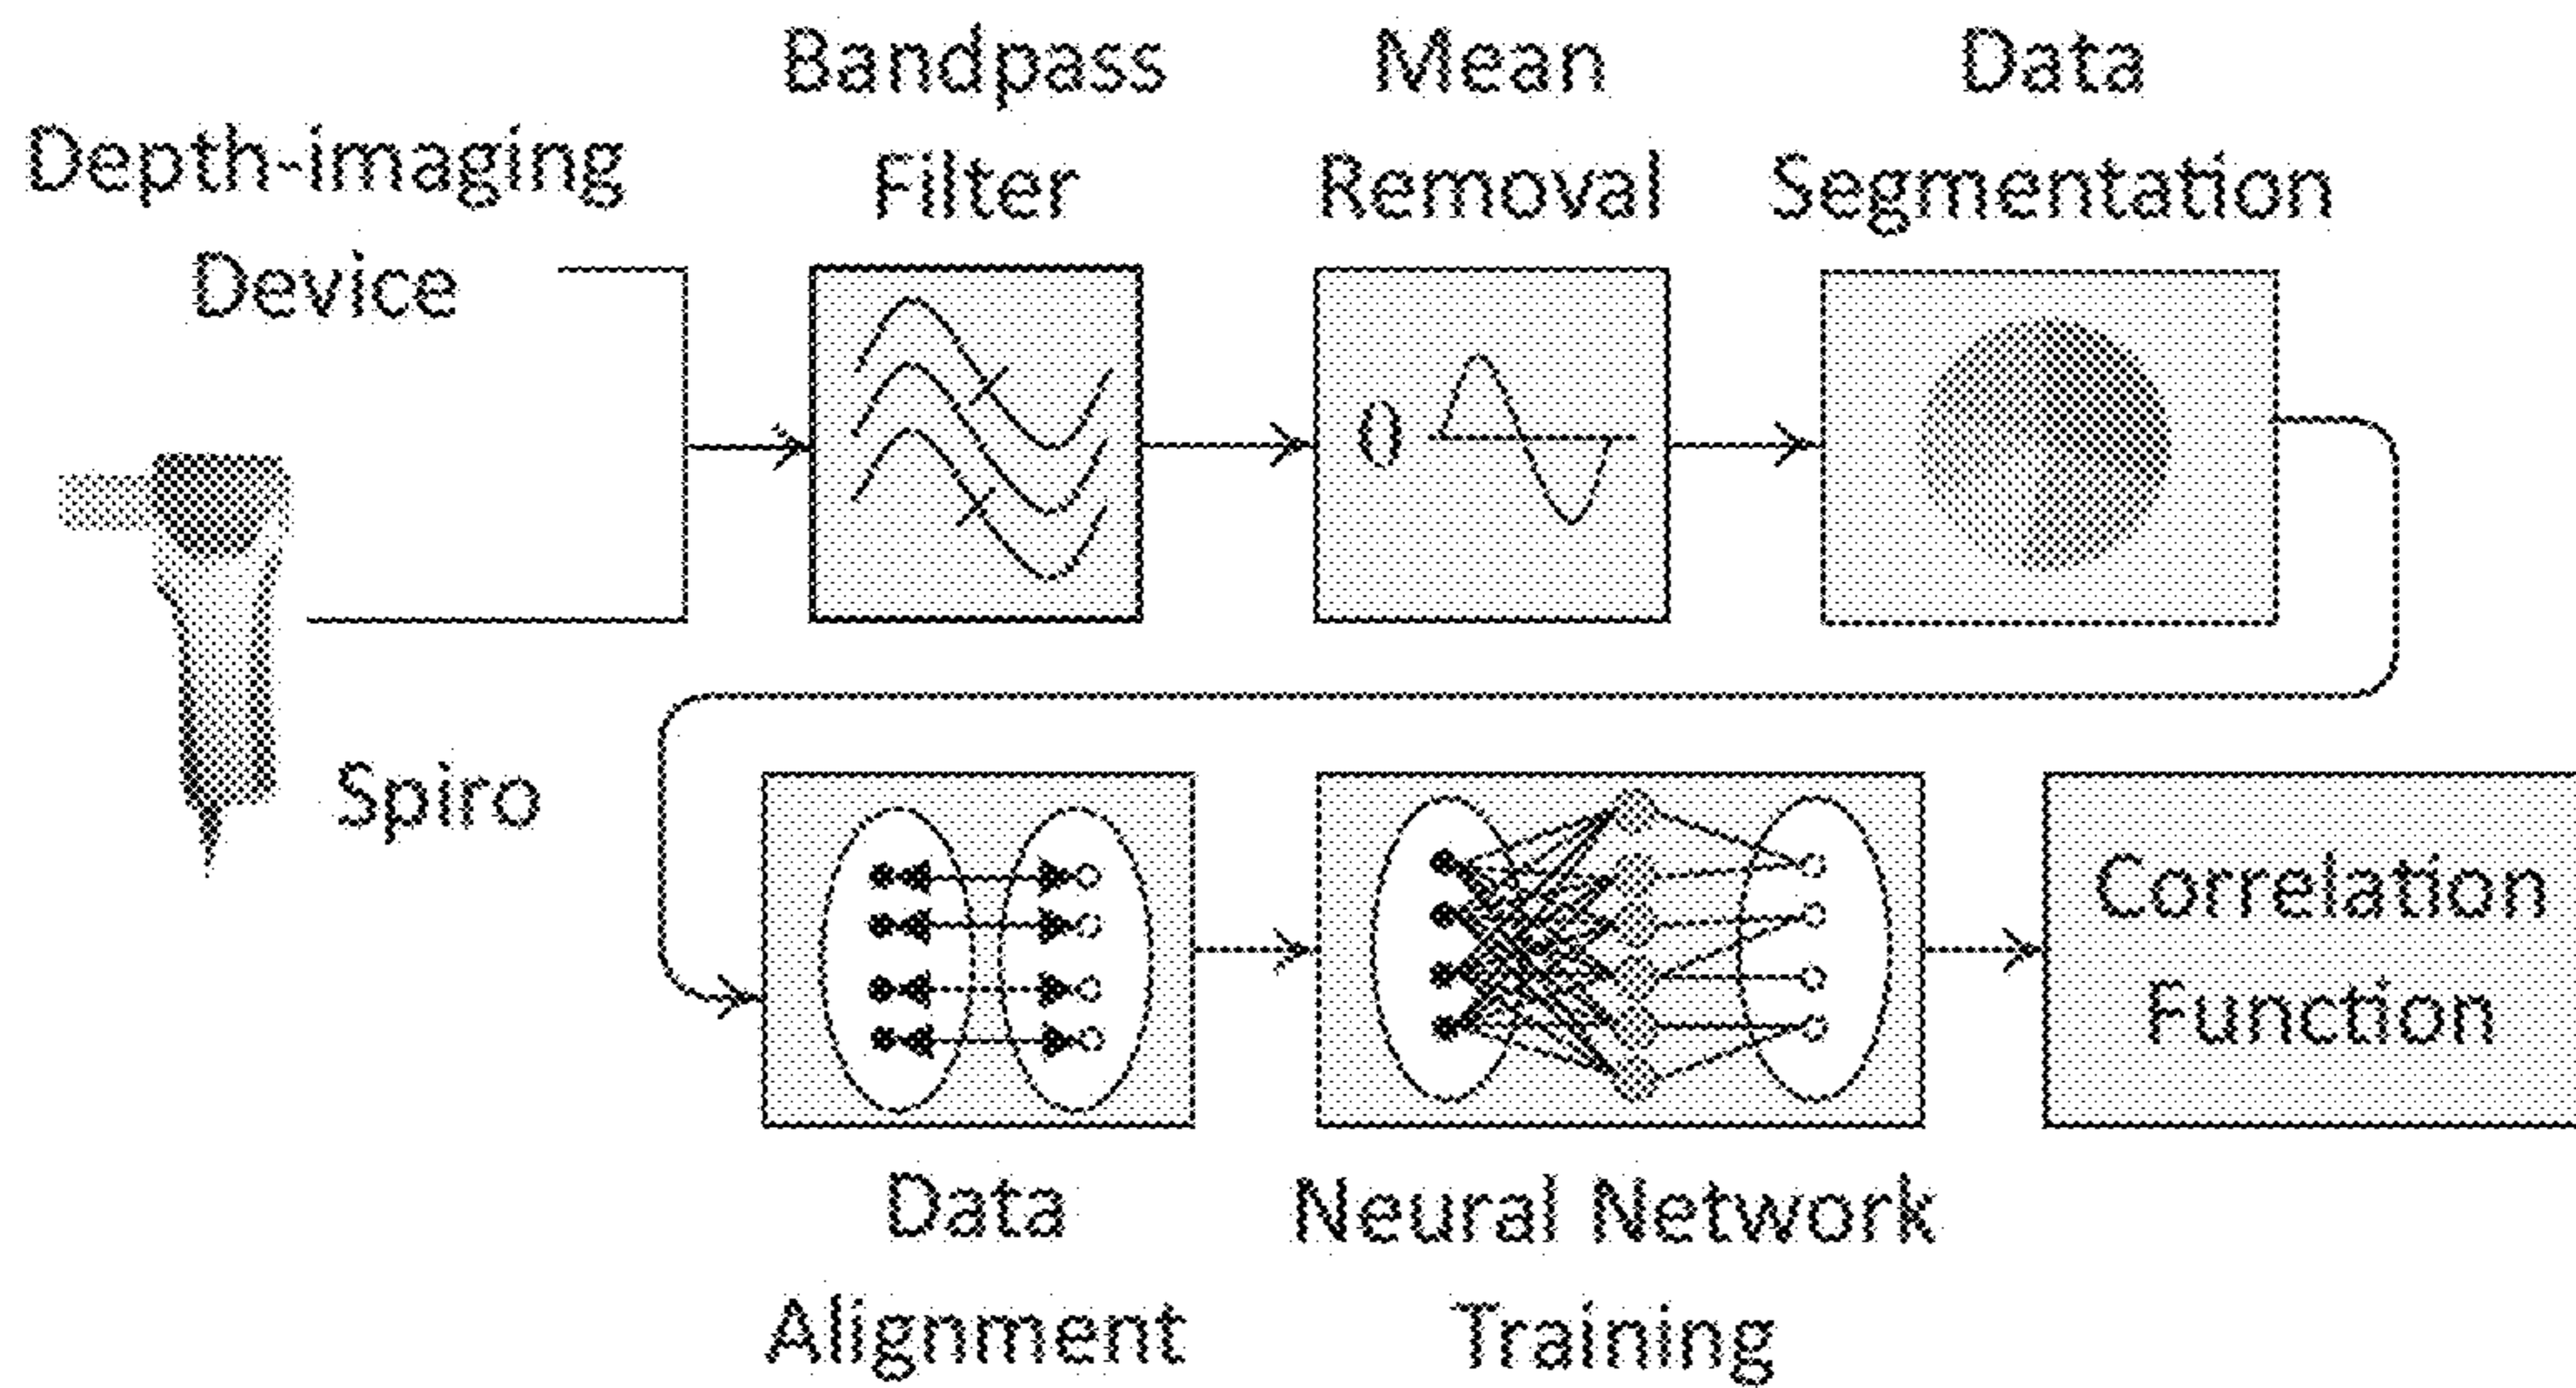 Depth-imaging
Device
Spiro
Bandpass
Filter
Mean
Removal
0
Data
Segmentation
Data
Alignment
Neural Network
Training
Correlation
Function